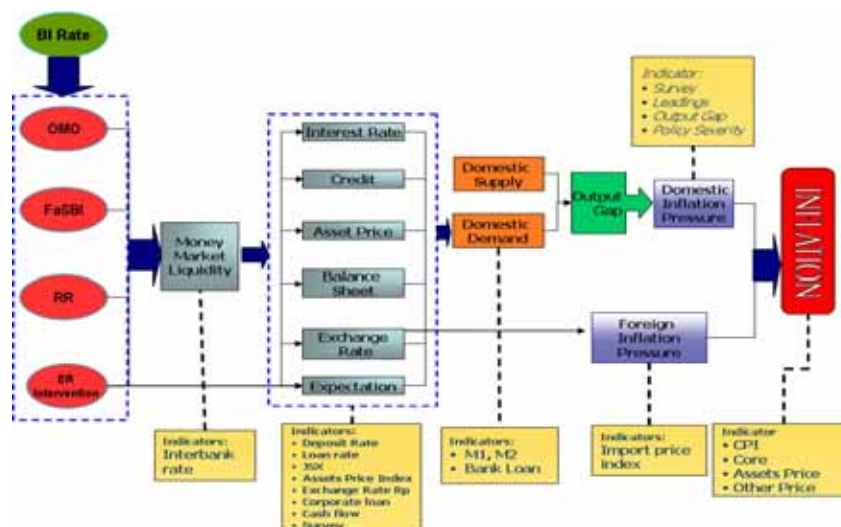 BI Rate
OMO
FaSBI
RR
ER
Intervention
Money
Market
Liquidity
Indicators:
Interbank
rate
Interest Rate
Credit
Asset Price
Balance
Sheet
Exchange
Rate
Expectation
Indicators:
• Deposit Rate
• Loan rate
• JSX
• Assets Price Index
• Exchange Rate Rp
• Corporate loan
• Cash flow
• Survey
Domestic
Supply
Domestic
Demand
Indicators:
• M1, M2
• Bank Loan
Output
Gap
Indicator:
• Survey
• Leadings
• Output Gap
• Policy Severity
Domestic
Inflation
Pressure
Foreign
Inflation
Pressure
Indicators:
Import price
index
INFLATION
Indicator
• CPI
• Core
• Assets Price
• Other Price